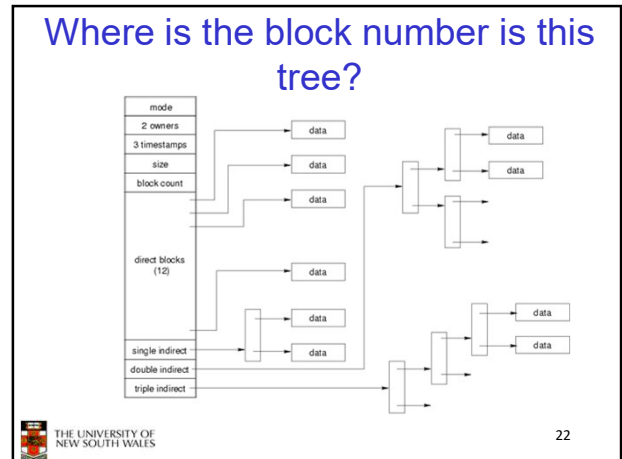 Where is the block number is this
tree?
mode
2 owners
3 timestamps
size
block count
direct blocks
(12)
single indirect
double indirect
triple indirect
data
data
data
data
data
data
data
data
data
data
THE UNIVERSITY OF
NEW SOUTH WALES
22